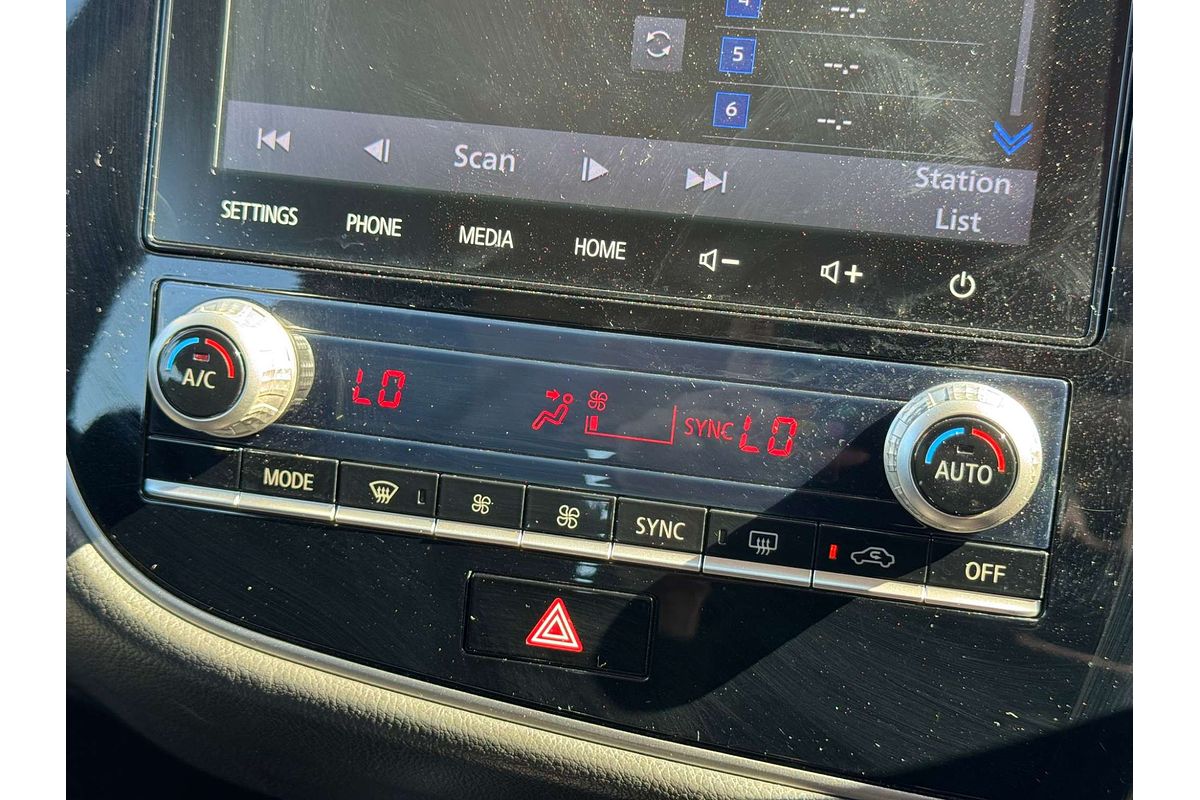 4 --.-
5 --.-
6 --.-
Scan
Station
List
SETTINGS PHONE MEDIA HOME
A/C LO SYNC LO AUTO
MODE SYNC OFF